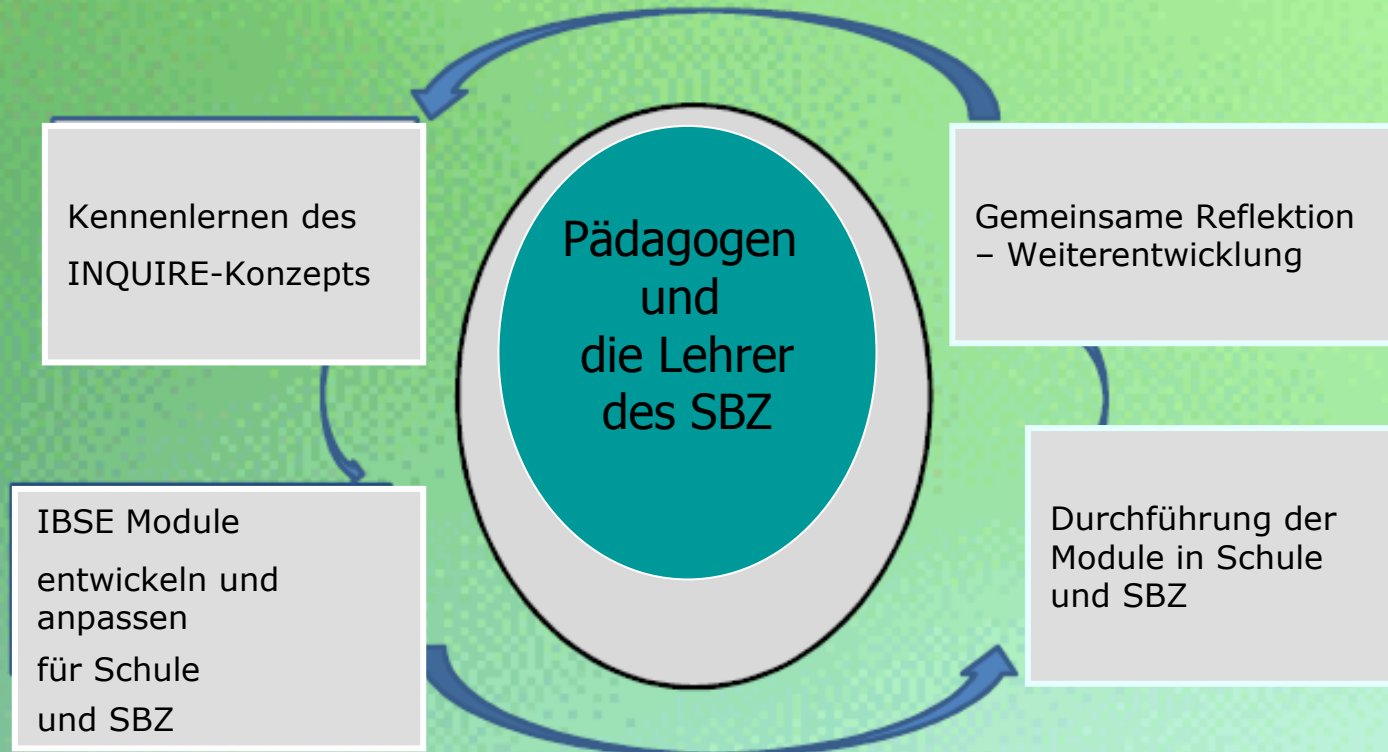 Kennenlernen des
INQUIRE-Konzepts
Pädagogen
und
die Lehrer
des SBZ
Gemeinsame Reflektion
– Weiterentwicklung
IBSE Module
entwickeln und
anpassen
für Schule
und SBZ
Durchführung der
Module in Schule
und SBZ